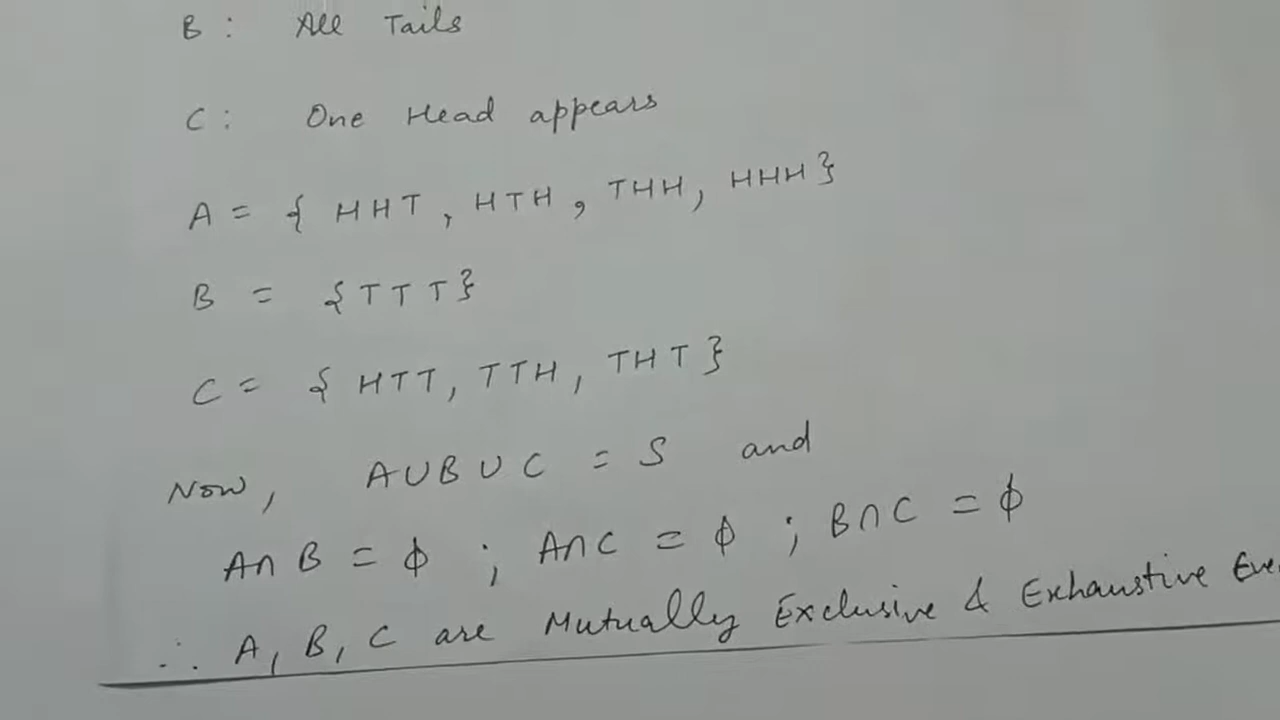 B : All Tails
C : One Head appears
A = { HHT , HTH , THH, HHH}
B = {TTT}
C = { HTT, TTH, THT}
Now, A∪B∪C = S and
A∩B = ϕ ; A∩C = ϕ ; B∩C = ϕ
∴ A, B, C are Mutually Exclusive & Exhaustive Eve